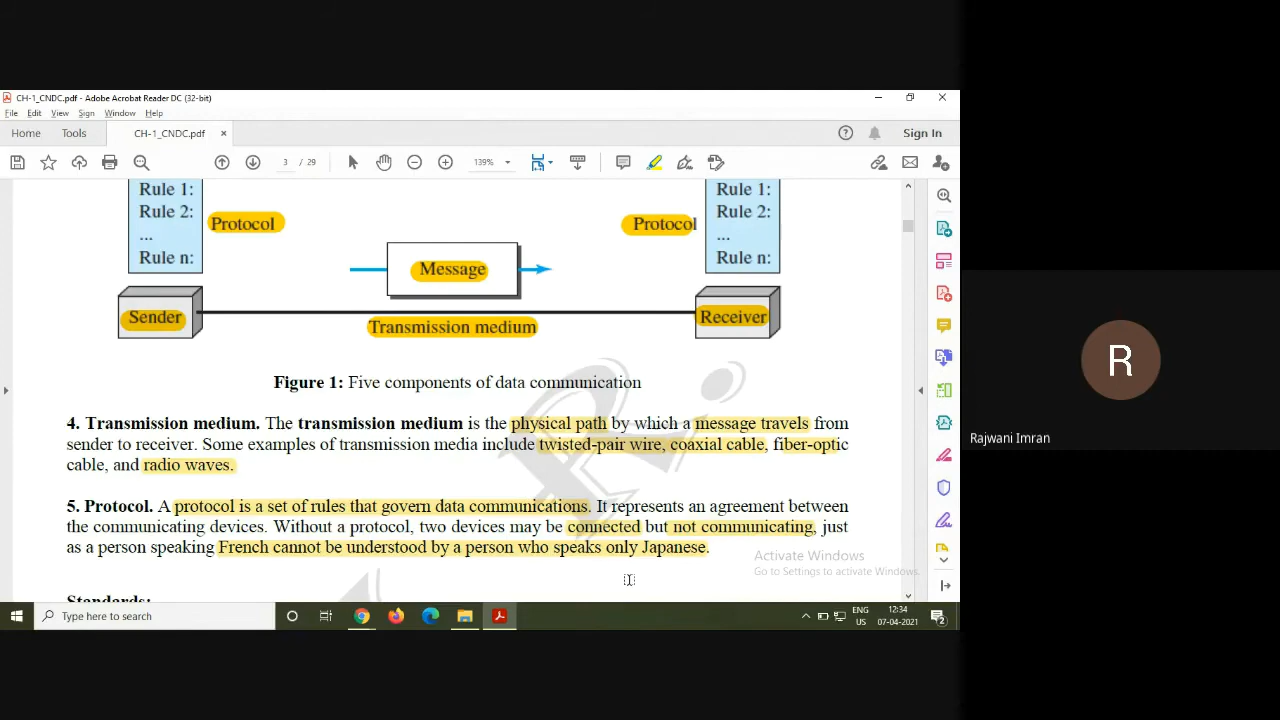 CH-1_CNDC.pdf - Adobe Acrobat Reader DC (32-bit)
File Edit View Sign Window Help
Home Tools CH-1_CNDC.pdf × Sign In
3 / 29 139%
Rule 1: Rule 1:
Rule 2: Protocol Protocol Rule 2:
... ...
Rule n: Message Rule n:
Sender Receiver
Transmission medium
Figure 1: Five components of data communication
4. Transmission medium. The transmission medium is the physical path by which a message travels from
sender to receiver. Some examples of transmission media include twisted-pair wire, coaxial cable, fiber-optic
cable, and radio waves.
5. Protocol. A protocol is a set of rules that govern data communications. It represents an agreement between
the communicating devices. Without a protocol, two devices may be connected but not communicating, just
as a person speaking French cannot be understood by a person who speaks only Japanese.
Activate Windows
Go to Settings to activate Windows.
Standards:
Type here to search
ENG 12:34
US 07-04-2021 2
R
Rajwani Imran